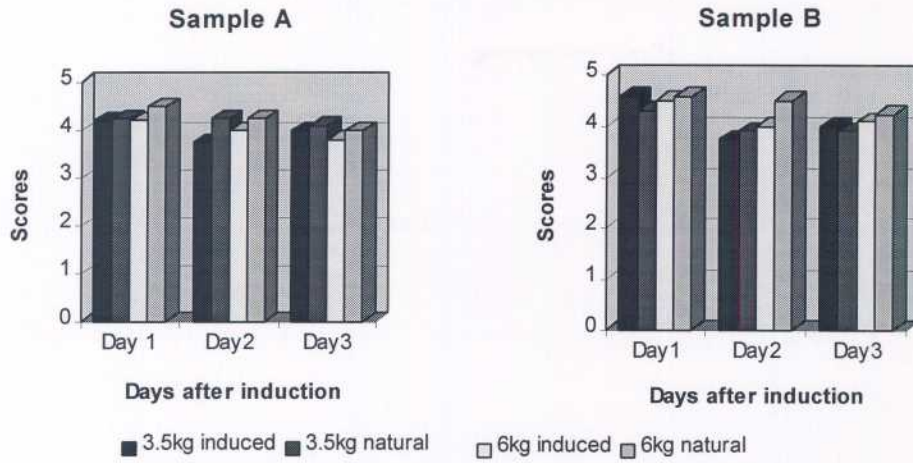 Sample A
5
4
3
2
1
0
Scores
Day 1 Day2 Day3
Days after induction
Sample B
5
4
3
2
1
0
Scores
Day1 Day2 Day3
Days after induction
3.5kg induced 3.5kg natural 6kg induced 6kg natural